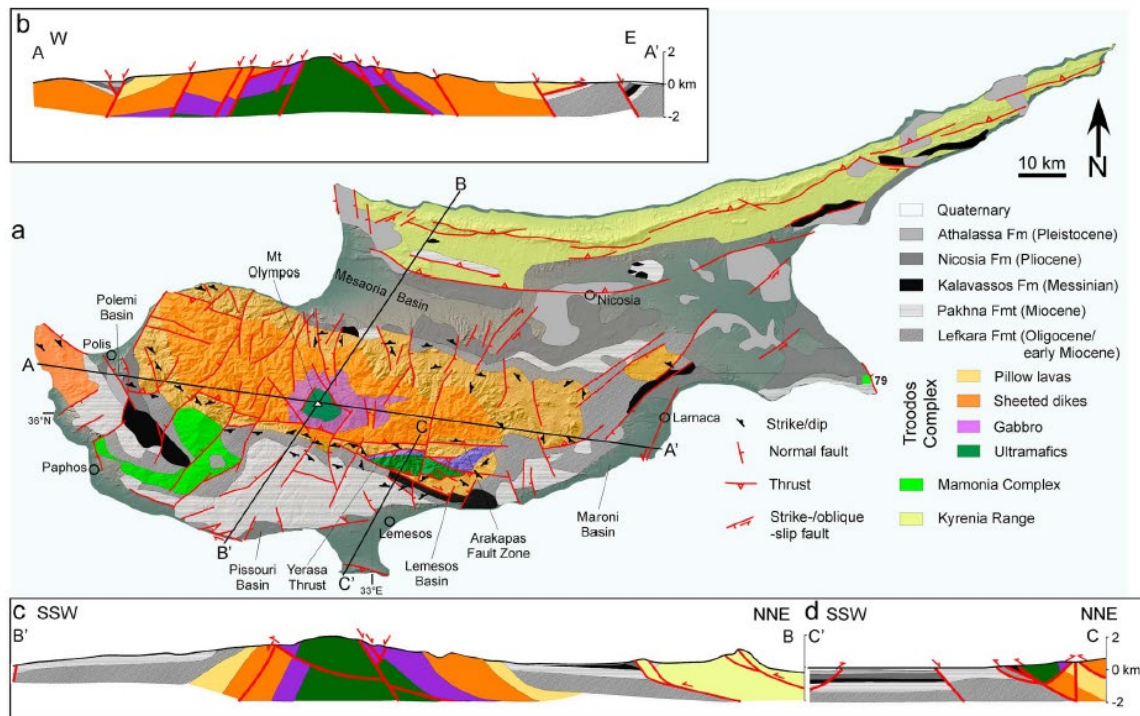 b
A W
E A'
2
0 km
-2
10 km
N
a
B
Quaternary
Athalassa Fm (Pleistocene)
Nicosia Fm (Pliocene)
Kalavassos Fm (Messinian)
Pakhna Fmt (Miocene)
Lefkara Fmt (Oligocene/
early Miocene)
Troodos
Complex
Pillow lavas
Sheeted dikes
Gabbro
Ultramafics
Mamonia Complex
Kyrenia Range
Strike/dip
Normal fault
Thrust
Strike-/oblique
-slip fault
Mt
Olympos
Mesaoria Basin
Nicosia
Polemi
Basin
Polis
A
36°N
Paphos
C
A'
Larnaca
79
B'
Pissouri
Basin
Yerasa
Thrust
C'
33°E
Lemesos
Lemesos
Basin
Arakapas
Fault Zone
Maroni
Basin
c SSW
B'
NNE
B
d SSW
C'
NNE
C
2
0 km
-2